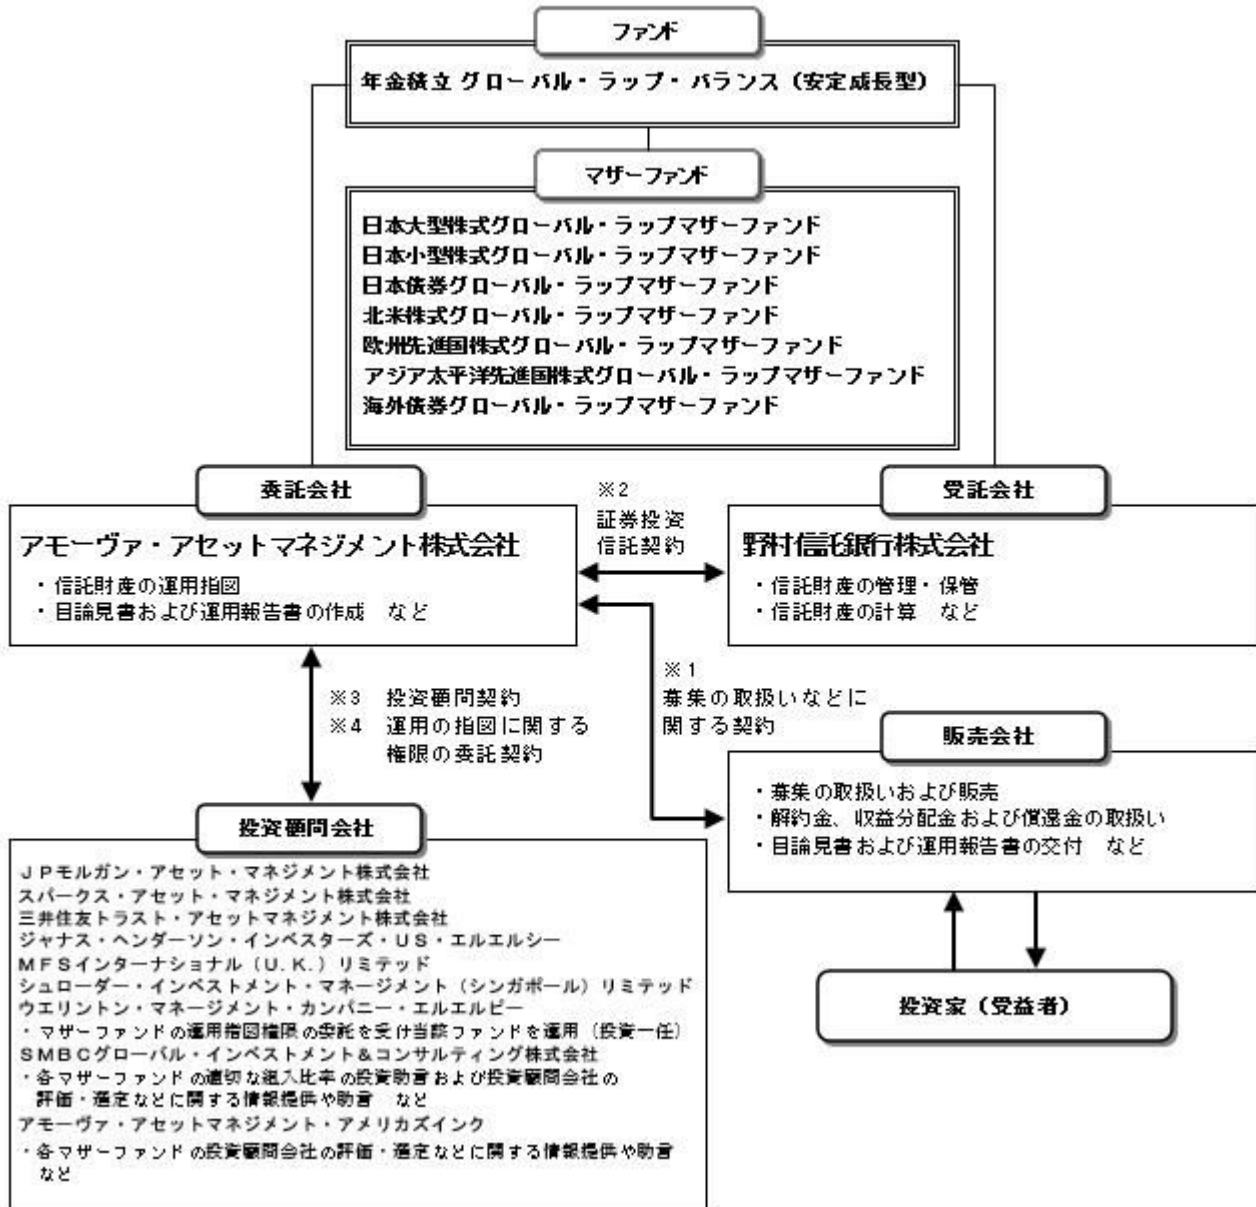 ファンド
年金積立 グローバル・ラップ・バランス（安定成長型）
マザーファンド
日本大型株式グローバル・ラップマザーファンド
日本小型株式グローバル・ラップマザーファンド
日本債券グローバル・ラップマザーファンド
北米株式グローバル・ラップマザーファンド
欧州先進国株式グローバル・ラップマザーファンド
アジア太平洋先進国株式グローバル・ラップマザーファンド
海外債券グローバル・ラップマザーファンド
委託会社
アモーヴァ・アセットマネジメント株式会社
・信託財産の運用指図
・目論見書および運用報告書の作成　など
※2
証券投資
信託契約
受託会社
野村信託銀行株式会社
・信託財産の管理・保管
・信託財産の計算　など
※3　投資顧問契約
※4　運用の指図に関する
権限の委託契約
※1
募集の取扱いなどに
関する契約
販売会社
・募集の取扱いおよび販売
・解約金、収益分配金および償還金の取扱い
・目論見書および運用報告書の交付　など
投資家（受益者）
投資顧問会社
ＪＰモルガン・アセット・マネジメント株式会社
スパークス・アセット・マネジメント株式会社
三井住友トラスト・アセットマネジメント株式会社
ジャナス・ヘンダーソン・インベスターズ・ＵＳ・エルエルシー
ＭＦＳインターナショナル（Ｕ．Ｋ．）リミテッド
シュローダー・インベストメント・マネージメント（シンガポール）リミテッド
ウエリントン・マネージメント・カンパニー・エルエルピー
・マザーファンドの運用指図権限の委託を受け当該ファンドを運用（投資一任）
ＳＭＢＣグローバル・インベストメント＆コンサルティング株式会社
・各マザーファンドの適切な組入比率の投資助言および投資顧問会社の
評価・選定などに関する情報提供や助言　など
アモーヴァ・アセットマネジメント・アメリカズインク
・各マザーファンドの投資顧問会社の評価・選定などに関する情報提供や助言
など